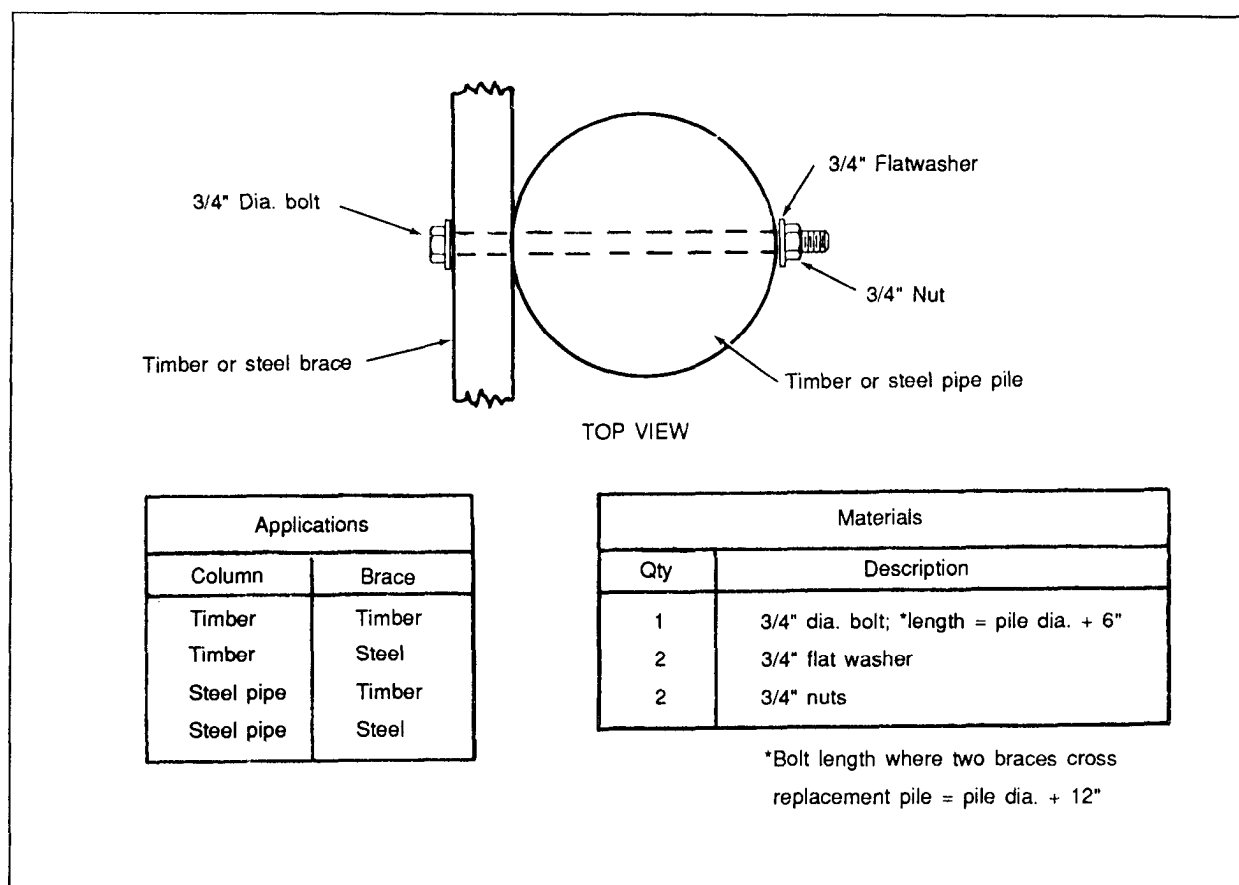 3/4" Flatwasher
3/4" Dia. bolt
3/4" Nut
Timber or steel brace
Timber or steel pipe pile
TOP VIEW
Applications
Column Brace
Timber Timber
Timber Steel
Steel pipe Timber
Steel pipe Steel
Materials
Qty Description
1 3/4" dia. bolt; *length = pile dia. + 6"
2 3/4" flat washer
2 3/4" nuts
*Bolt length where two braces cross
replacement pile = pile dia. + 12"